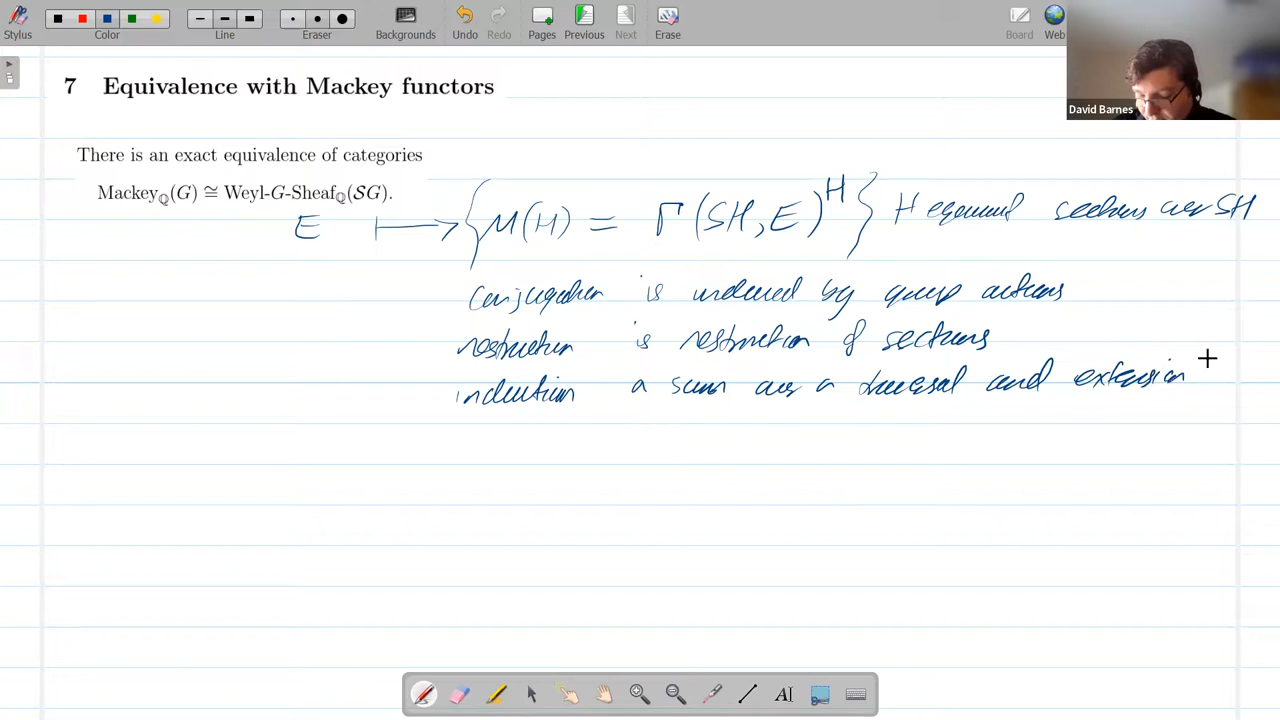 Stylus Color Line Eraser Backgrounds Undo Redo Pages Previous Next Erase Board Web
David Barnes
7 Equivalence with Mackey functors
There is an exact equivalence of categories
Mackey_ℚ(G) ≅ Weyl-G-Sheaf_ℚ(𝒮G).
E ⟼ { M(H) = Γ(SH, E)^H } H equivariant sections over SH
conjugation is induced by group actions
restriction is restriction of sections
induction a sum over a transversal and extension